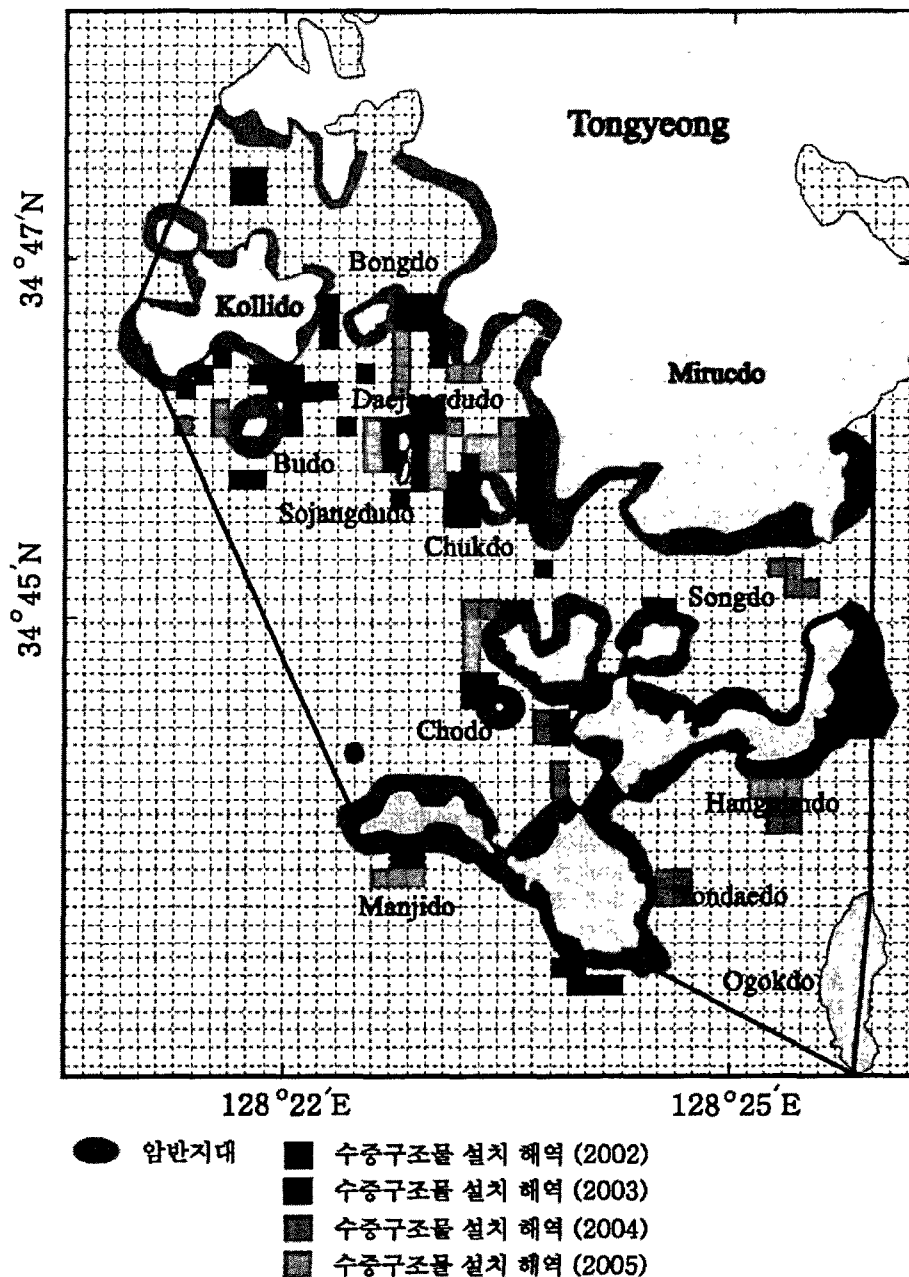 Tongyeong
34°47′N
Bongdo
Kollido
Mirucdo
Budo
Sojangdudo
Chukdo
34°45′N
Songdo
Chodo
Manjido
Ogokdo
128°22′E
128°25′E
암반지대
수중구조물 설치 해역 (2002)
수중구조물 설치 해역 (2003)
수중구조물 설치 해역 (2004)
수중구조물 설치 해역 (2005)